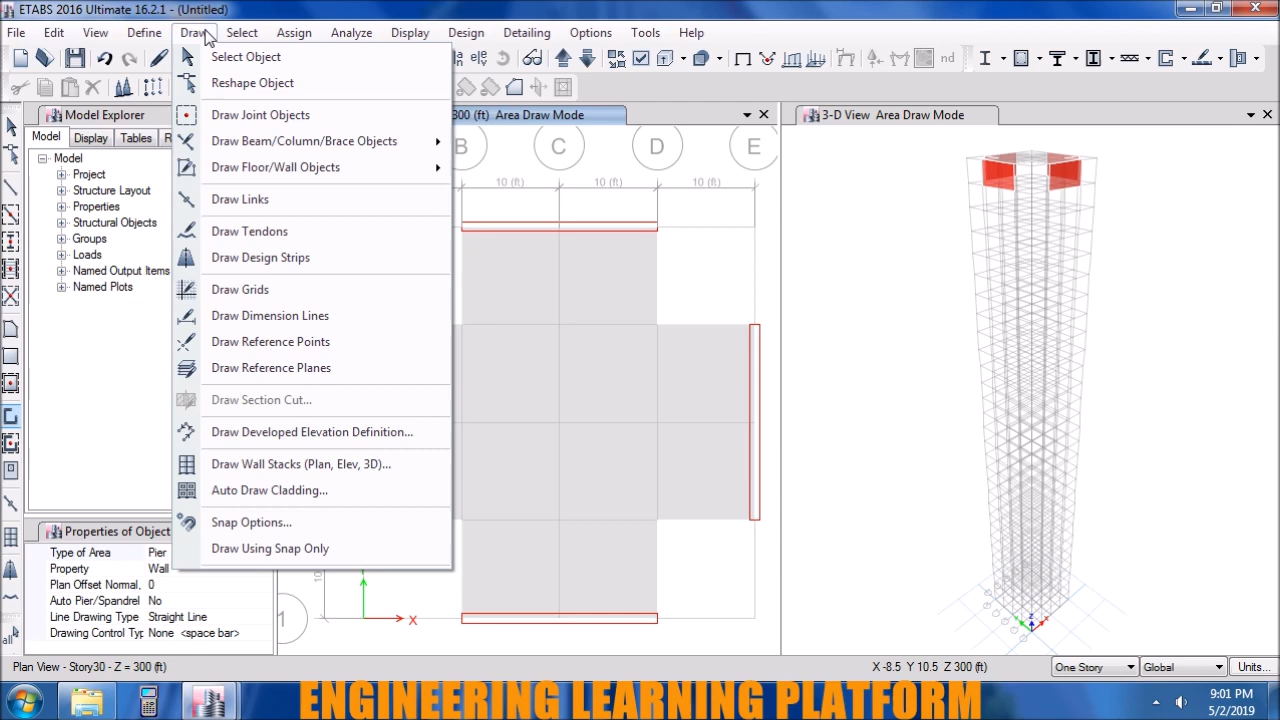 ETABS 2016 Ultimate 16.2.1 - (Untitled)
File Edit View Define Draw Select Assign Analyze Display Design Detailing Options Tools Help
nd
Model Explorer
300 (ft) Area Draw Mode
3-D View Area Draw Mode
Model Display Tables R
Model
Project
Structure Layout
Properties
Structural Objects
Groups
Loads
Named Output Items
Named Plots
Select Object
Reshape Object
Draw Joint Objects
Draw Beam/Column/Brace Objects
Draw Floor/Wall Objects
Draw Links
Draw Tendons
Draw Design Strips
Draw Grids
Draw Dimension Lines
Draw Reference Points
Draw Reference Planes
Draw Section Cut...
Draw Developed Elevation Definition...
Draw Wall Stacks (Plan, Elev, 3D)...
Auto Draw Cladding...
Snap Options...
Draw Using Snap Only
B C D E
10 (ft) 10 (ft) 10 (ft)
1
X
Z
all
Properties of Object
Type of Area Pier
Property Wall
Plan Offset Normal, 0
Auto Pier/Spandrel No
Line Drawing Type Straight Line
Drawing Control Typ None <space bar>
Plan View - Story30 - Z = 300 (ft)
X -8.5 Y 10.5 Z 300 (ft)
One Story
Global
Units...
ENGINEERING LEARNING PLATFORM
9:01 PM
5/2/2019